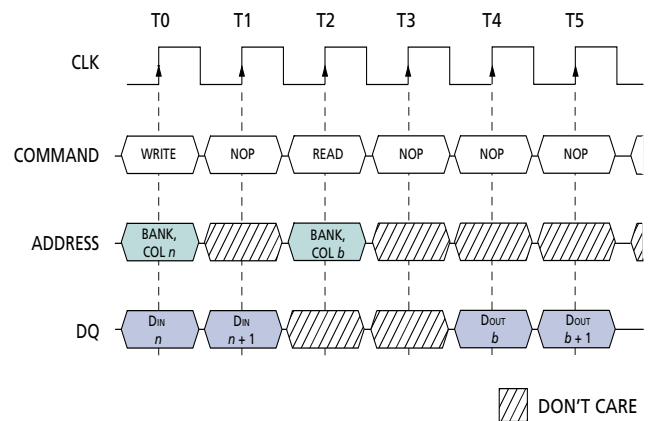 T0 T1 T2 T3 T4 T5
CLK
COMMAND WRITE NOP READ NOP NOP NOP
ADDRESS BANK, COL n BANK, COL b
DQ DIN n DIN n + 1 DOUT b DOUT b + 1
DON'T CARE